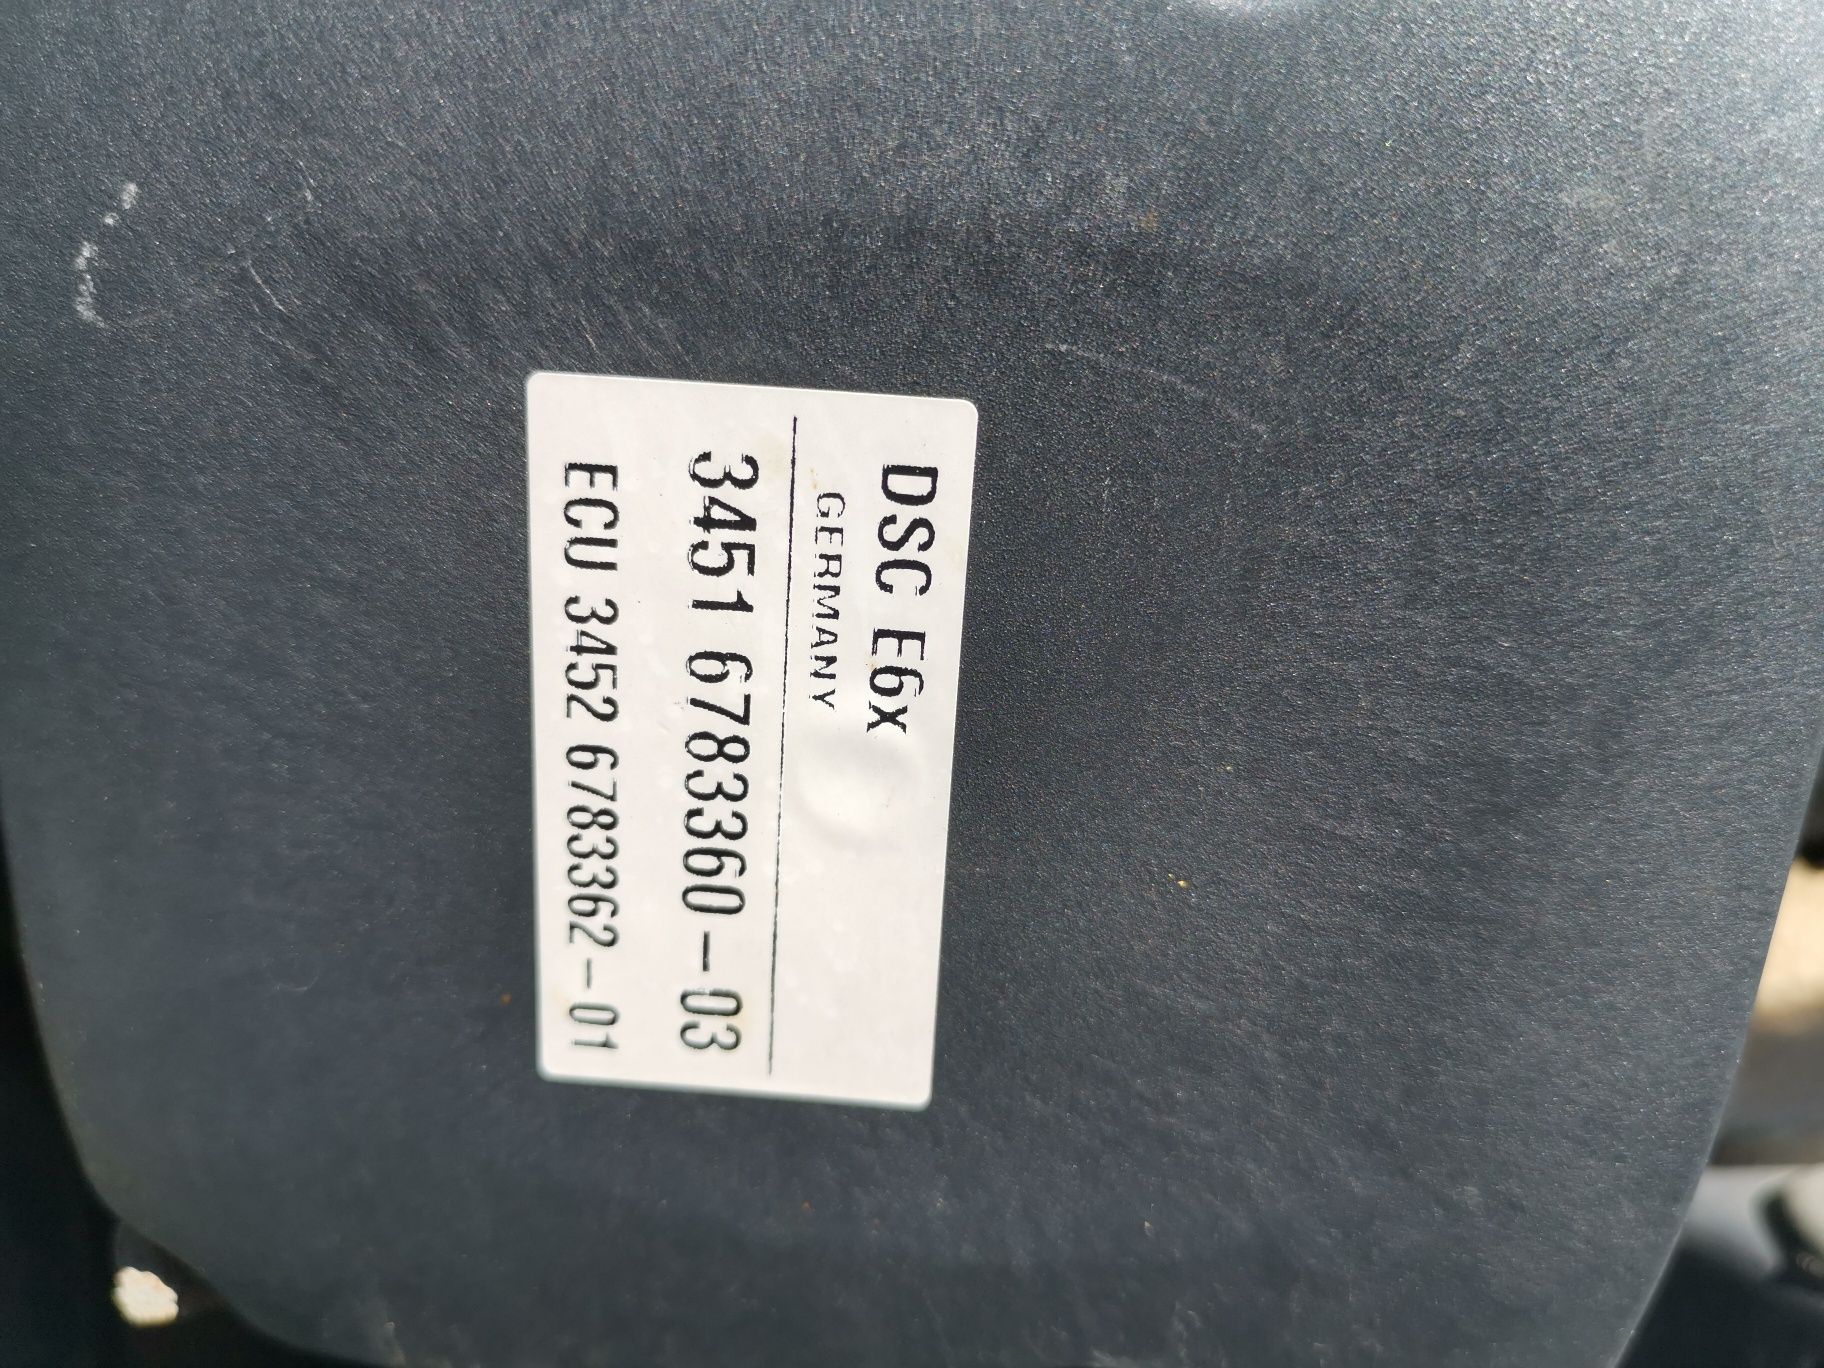 DSC E6x
GERMANY
3451 6783360-03
ECU 3452 6783362-01